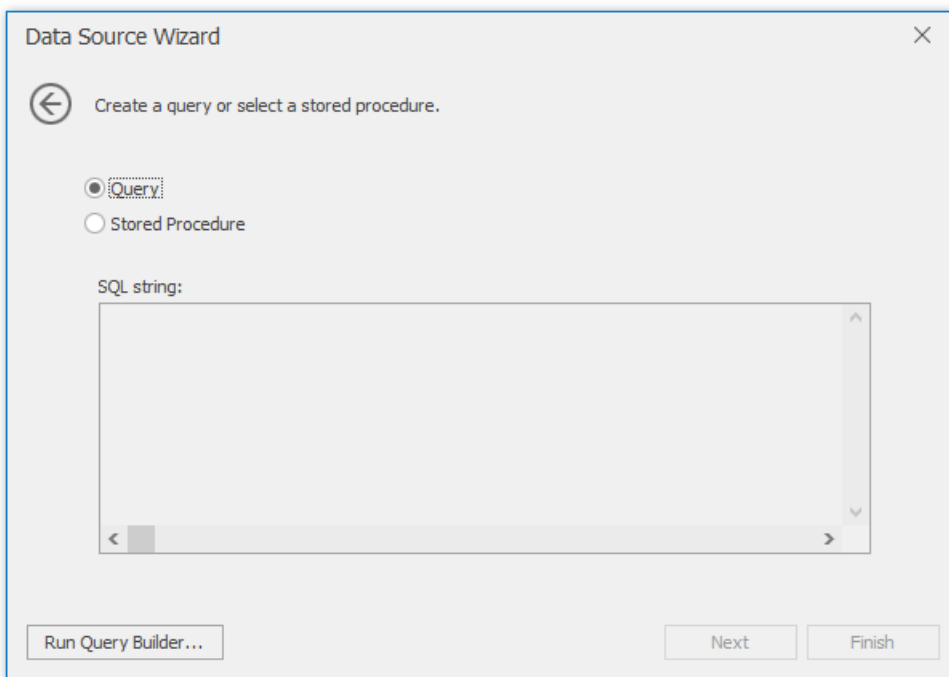 Data Source Wizard
Create a query or select a stored procedure.
Query
Stored Procedure
SQL string:
Run Query Builder...
Next
Finish